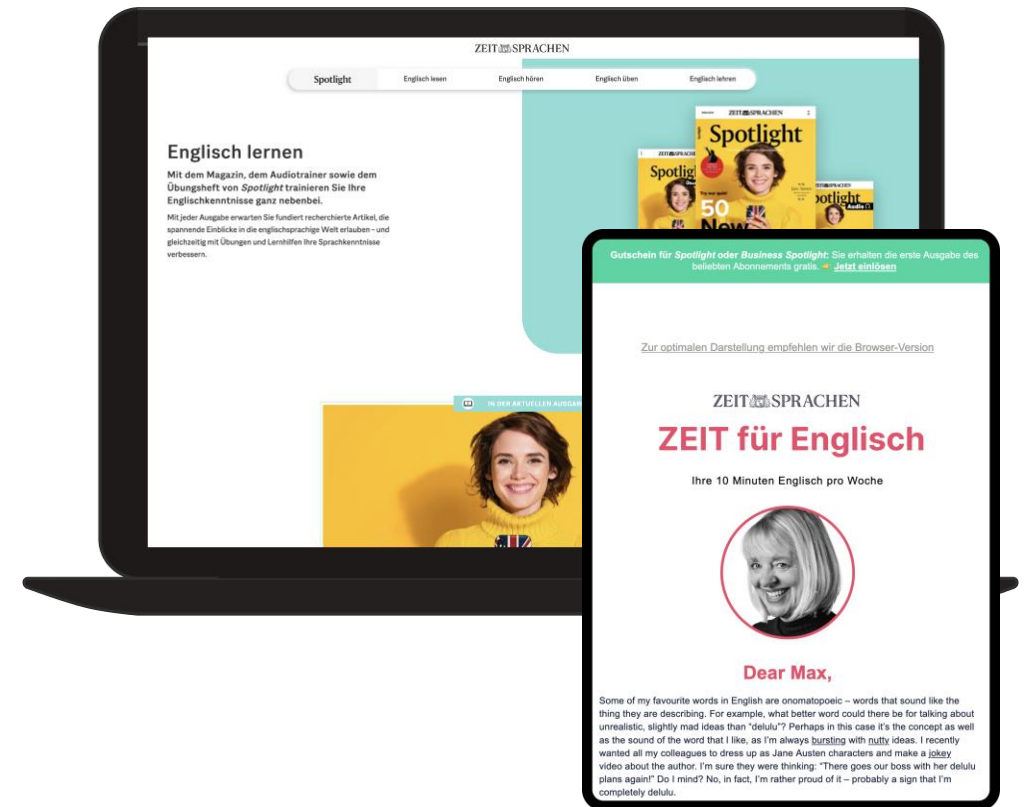 ZEIT SPRACHEN
Spotlight Englisch lesen Englisch hören Englisch üben Englisch lehren
Englisch lernen
Mit dem Magazin, dem Audiotrainer sowie dem
Übungsheft von Spotlight trainieren Sie Ihre
Englischkenntnisse ganz nebenbei.
Mit jeder Ausgabe erwarten Sie fundiert recherchierte Artikel, die
spannende Einblicke in die englischsprachige Welt erlauben – und
gleichzeitig mit Übungen und Lernhilfen Ihre Sprachkenntnisse
verbessern.
ZEIT SPRACHEN
Spotlight
50
New
Spotlig
potlight
Audio
IN DER AKTUELLEN AUSGAB
Gutschein für Spotlight oder Business Spotlight: Sie erhalten die erste Ausgabe des
beliebten Abonnements gratis. 👉 Jetzt einlösen
Zur optimalen Darstellung empfehlen wir die Browser-Version
ZEIT SPRACHEN
ZEIT für Englisch
Ihre 10 Minuten Englisch pro Woche
Dear Max,
Some of my favourite words in English are onomatopoeic – words that sound like the
thing they are describing. For example, what better word could there be for talking about
unrealistic, slightly mad ideas than “delulu”? Perhaps in this case it’s the concept as well
as the sound of the word that I like, as I’m always bursting with nutty ideas. I recently
wanted all my colleagues to dress up as Jane Austen characters and make a jokey
video about the author. I’m sure they were thinking: “There goes our boss with her delulu
plans again!” Do I mind? No, in fact, I’m rather proud of it – probably a sign that I’m
completely delulu.